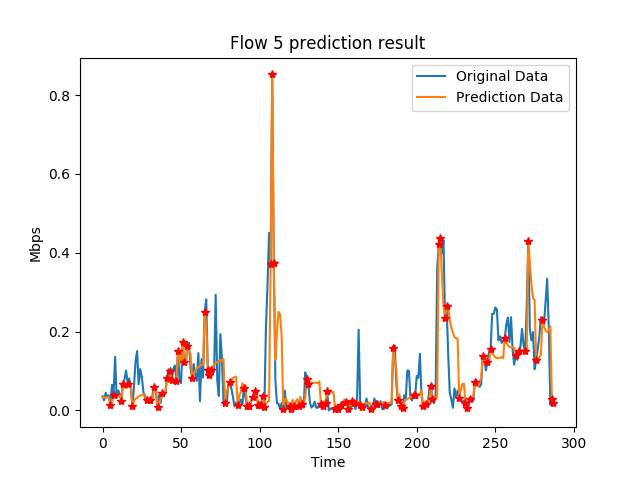 Flow 5 prediction result
Original Data
Prediction Data
Mbps
0.8
0.6
0.4
0.2
0.0
0 50 100 150 200 250 300
Time